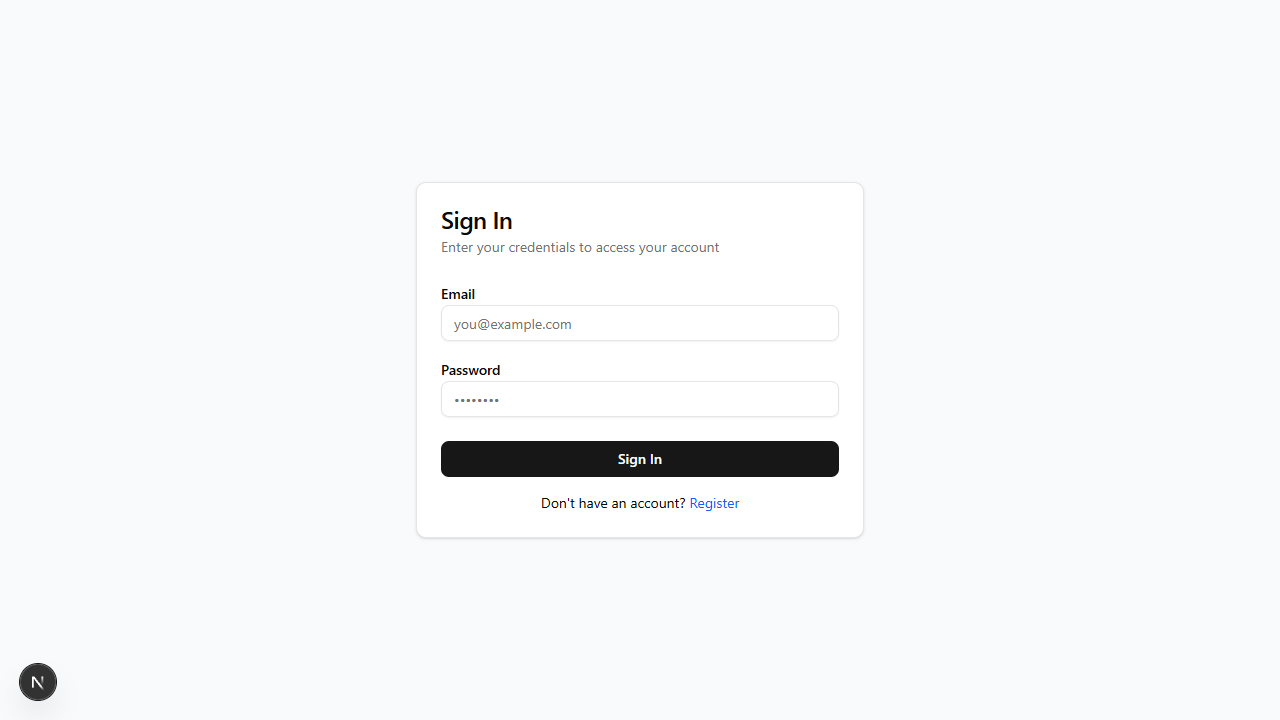 Sign In
Enter your credentials to access your account
Email
you@example.com
Password
••••••••
Sign In
Don't have an account? Register
N